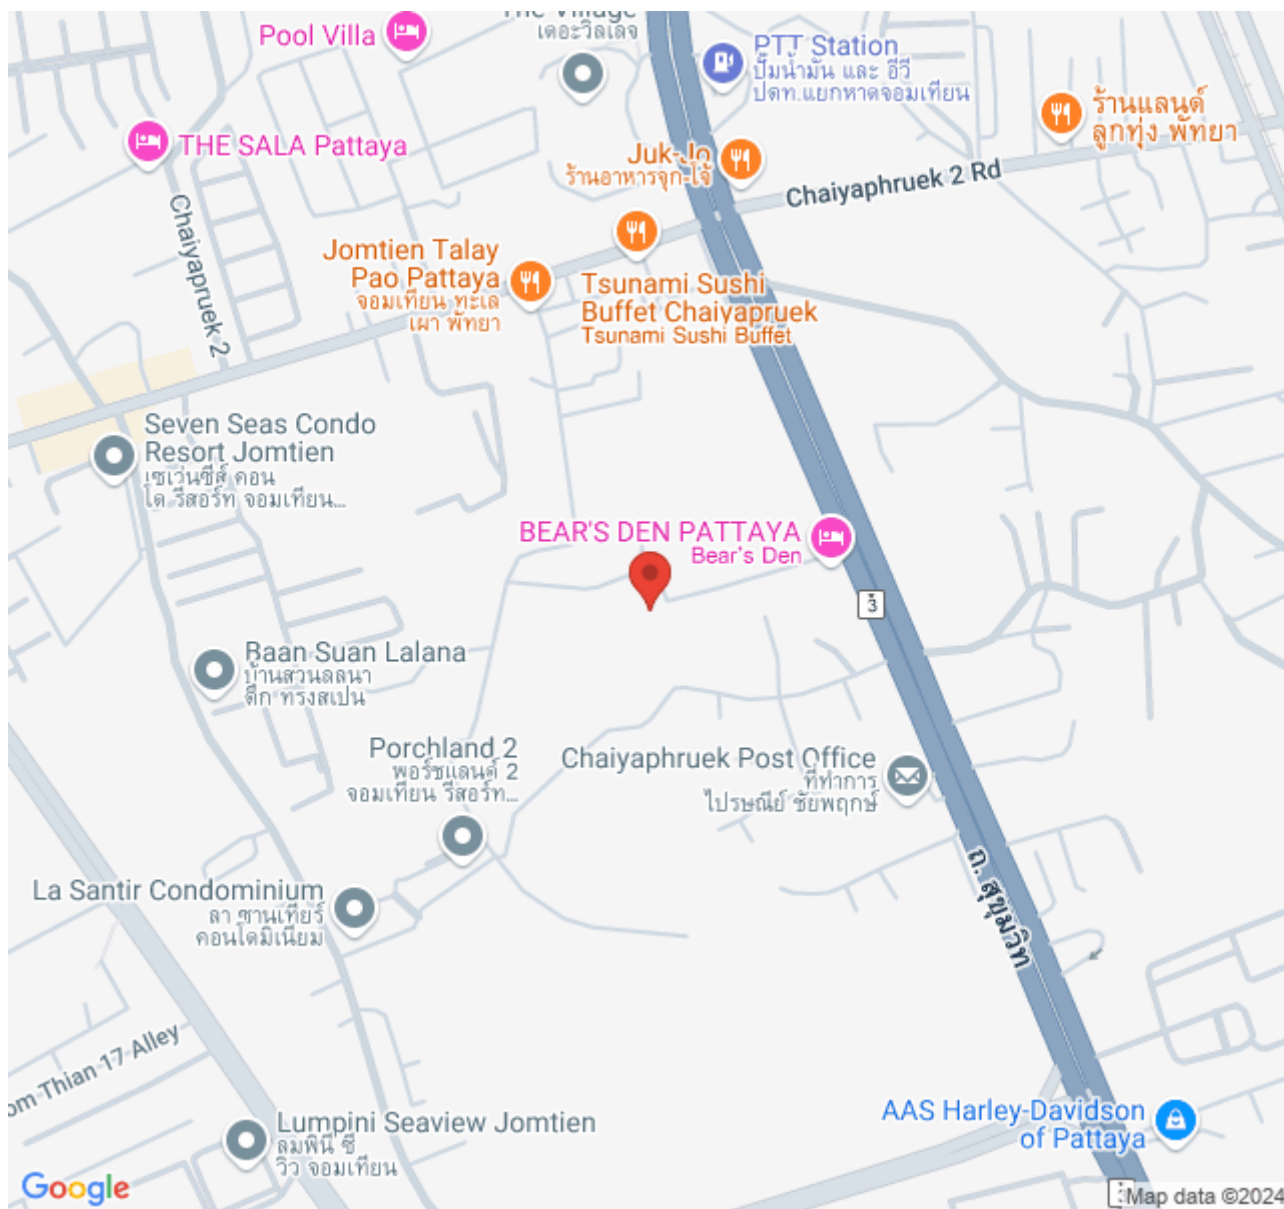 The Village
เดอะวิลเลจ
Pool Villa
PTT Station
ปั๊มน้ำมัน และ อีวี
ปตท.แยกหาดจอมเทียน
ร้านแลนด์
ลูกทุ่ง พัทยา
THE SALA Pattaya
Juk-Jo
ร้านอาหารจุก-โจ้
Chaiyaphruek 2 Rd
Chaiyapruek 2
Jomtien Talay
Pao Pattaya
จอมเทียน ทะเล
เผา พัทยา
Tsunami Sushi
Buffet Chaiyapruek
Tsunami Sushi Buffet
Seven Seas Condo
Resort Jomtien
เซเว่นซีส์ คอน
โด รีสอร์ท จอมเทียน...
BEAR'S DEN PATTAYA
Bear's Den
3
Baan Suan Lalana
บ้านสวนลลนา
ตึก ทรงสเปน
Porchland 2
พอร์ชแลนด์ 2
จอมเทียน รีสอร์ท...
Chaiyaphruek Post Office
ที่ทำการ
ไปรษณีย์ ชัยพฤกษ์
La Santir Condominium
ลา ซานเทียร์
คอนโดมิเนียม
ถ. สุขุมวิท
om Thian 17 Alley
Lumpini Seaview Jomtien
ลุมพินี ซี
วิว จอมเทียน
AAS Harley-Davidson
of Pattaya
Google
3
Map data ©2024